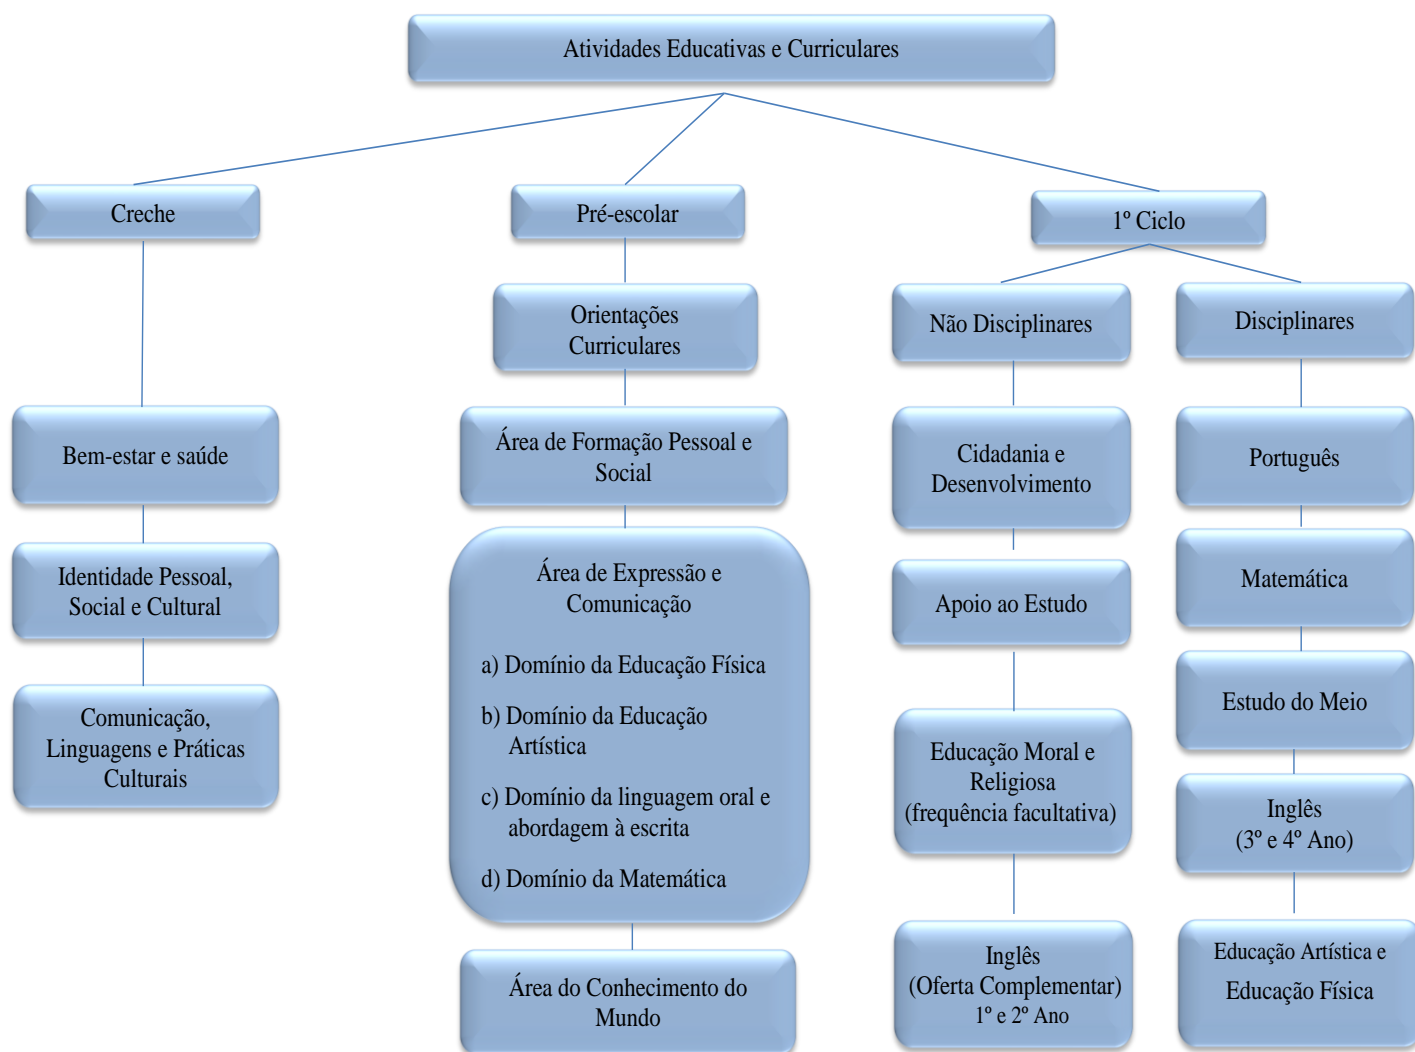 Atividades Educativas e Curriculares
Creche
Pré-escolar
1º Ciclo
Orientações
Curriculares
Não Disciplinares
Disciplinares
Bem-estar e saúde
Área de Formação Pessoal e
Social
Cidadania e
Desenvolvimento
Português
Identidade Pessoal,
Social e Cultural
Área de Expressão e
Comunicação
a) Domínio da Educação Física
b) Domínio da Educação
Artística
c) Domínio da linguagem oral e
abordagem à escrita
d) Domínio da Matemática
Apoio ao Estudo
Matemática
Comunicação,
Linguagens e Práticas
Culturais
Educação Moral e
Religiosa
(frequência facultativa)
Estudo do Meio
Inglês
(3º e 4º Ano)
Área do Conhecimento do
Mundo
Inglês
(Oferta Complementar)
1º e 2º Ano
Educação Artística e
Educação Física